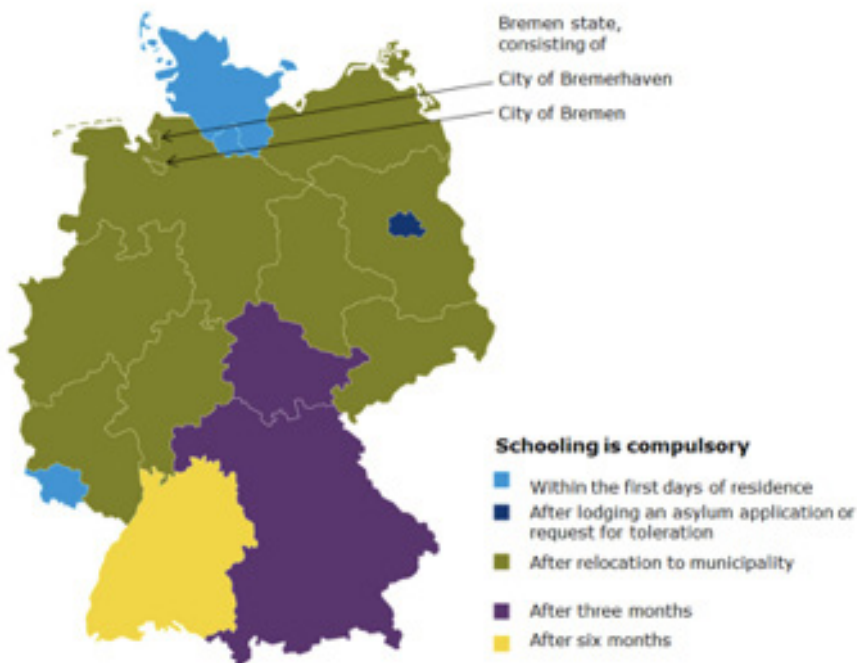 Bremen state,
consisting of
City of Bremerhaven
City of Bremen
Schooling is compulsory
Within the first days of residence
After lodging an asylum application or
request for toleration
After relocation to municipality
After three months
After six months